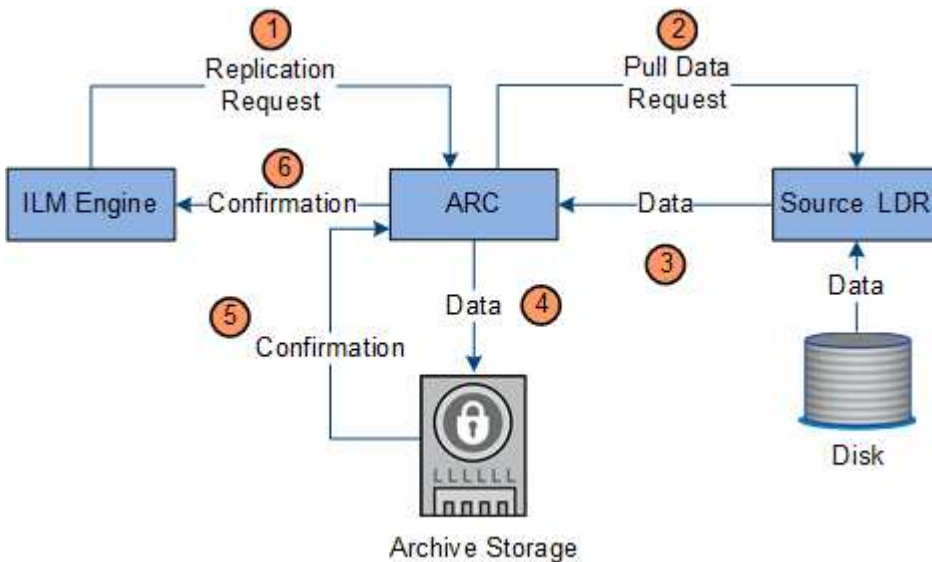 1
Replication
Request
2
Pull Data
Request
ILM Engine
6
Confirmation
ARC
Data
3
Source LDR
Data
4
Data
5
Confirmation
LLLLLL
Disk
Archive Storage